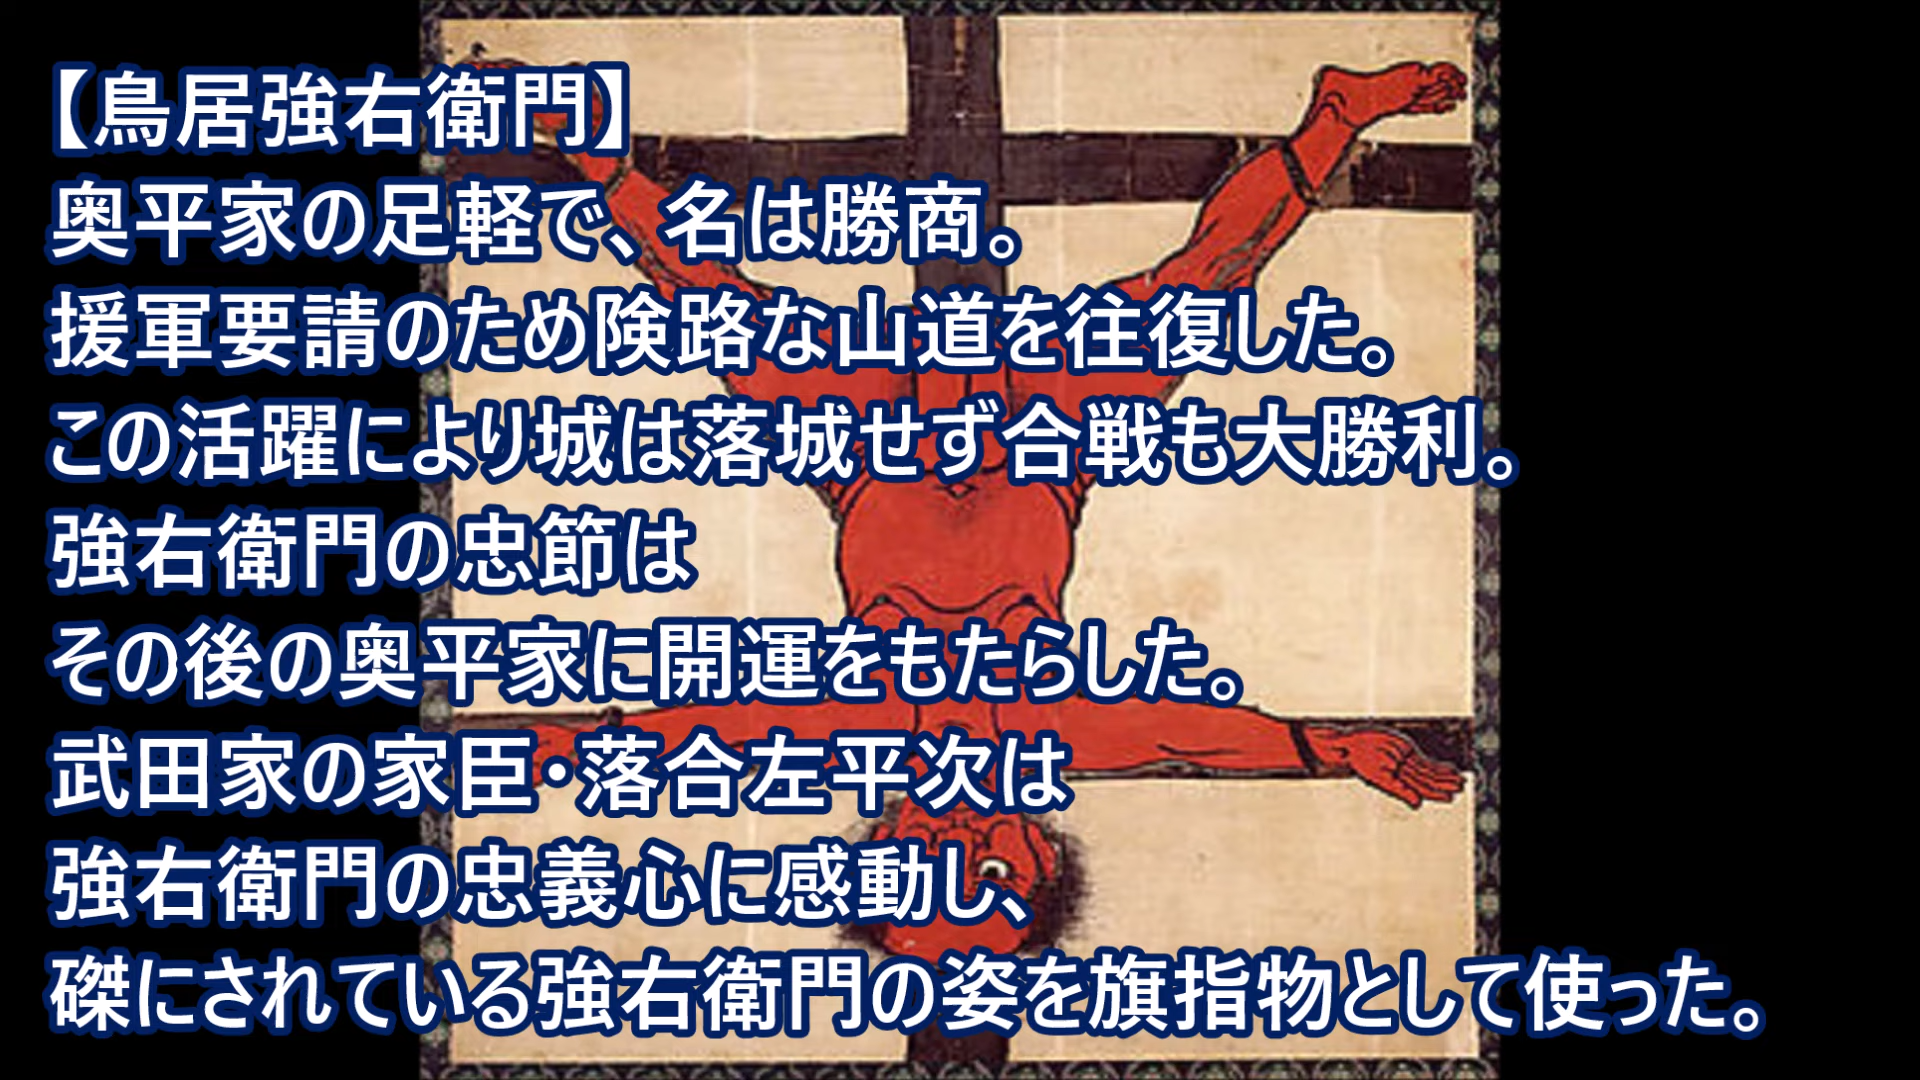 【鳥居強右衛門】
奥平家の足軽で、名は勝商。
援軍要請のため険路な山道を往復した。
この活躍により城は落城せず合戦も大勝利。
強右衛門の忠節は
その後の奥平家に開運をもたらした。
武田家の家臣・落合左平次は
強右衛門の忠義心に感動し、
磔にされている強右衛門の姿を旗指物として使った。